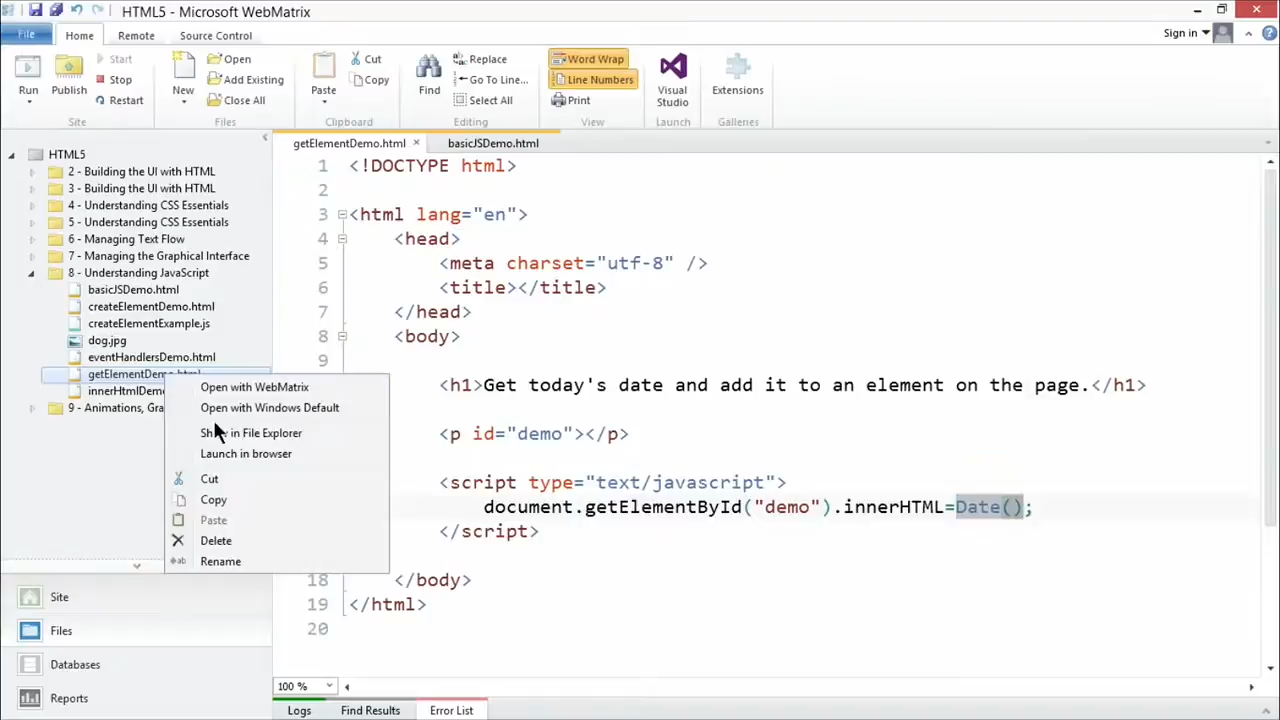 HTML5 - Microsoft WebMatrix
File Home Remote Source Control Sign in
Run Publish Start Stop Restart
Site
New Open Add Existing Close All
Files
Paste Cut Copy
Clipboard
Find Replace Go To Line... Select All
Editing
Word Wrap Line Numbers Print
View
Visual Studio
Launch
Extensions
Galleries
HTML5
2 - Building the UI with HTML
3 - Building the UI with HTML
4 - Understanding CSS Essentials
5 - Understanding CSS Essentials
6 - Managing Text Flow
7 - Managing the Graphical Interface
8 - Understanding JavaScript
basicJSDemo.html
createElementDemo.html
createElementExample.js
dog.jpg
eventHandlersDemo.html
getElementDemo.html
innerHtmlDemo
9 - Animations, Gra
Open with WebMatrix
Open with Windows Default
Show in File Explorer
Launch in browser
Cut
Copy
Paste
Delete
Rename
Site
Files
Databases
Reports
getElementDemo.html basicJSDemo.html
1 <!DOCTYPE html>
2
3 <html lang="en">
4 <head>
5 <meta charset="utf-8" />
6 <title></title>
7 </head>
8 <body>
9
<h1>Get today's date and add it to an element on the page.</h1>
<p id="demo"></p>
<script type="text/javascript">
document.getElementById("demo").innerHTML=Date();
</script>
18 </body>
19 </html>
20
100 %
Logs Find Results Error List